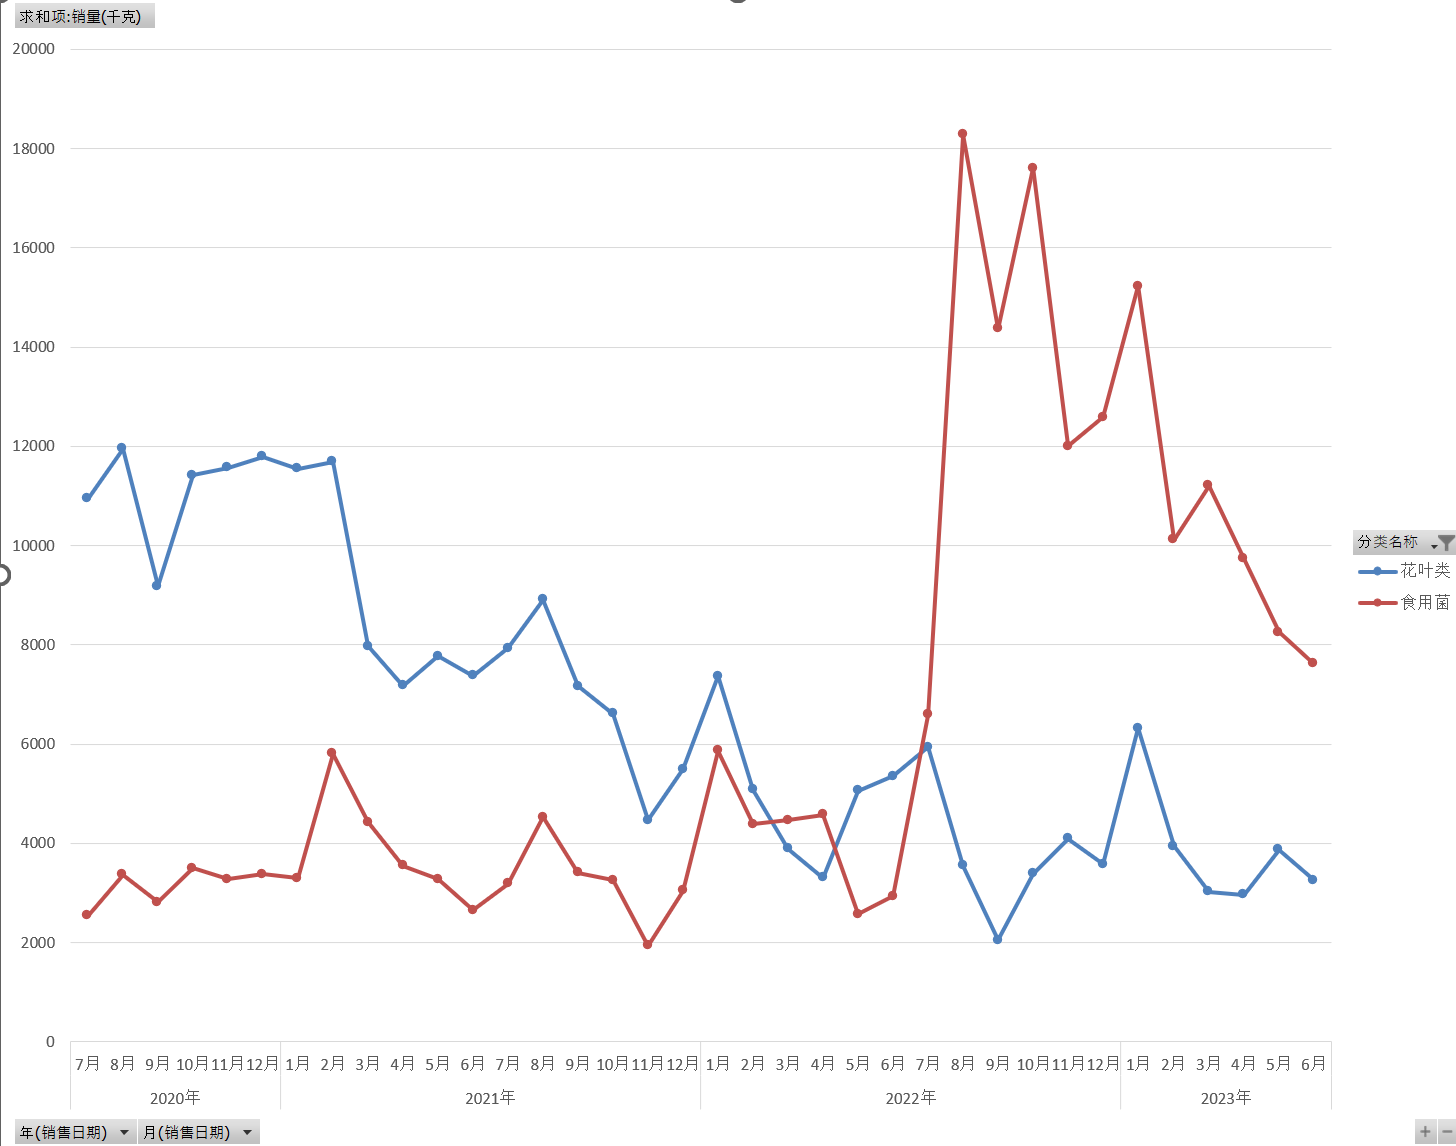 求和项:销量(千克)
20000
18000
16000
14000
12000
10000
8000
6000
4000
2000
0
分类名称
花叶类
食用菌
7月 8月 9月 10月 11月 12月 1月 2月 3月 4月 5月 6月 7月 8月 9月 10月 11月 12月 1月 2月 3月 4月 5月 6月 7月 8月 9月 10月 11月 12月 1月 2月 3月 4月 5月 6月
2020年 2021年 2022年 2023年
年(销售日期) 月(销售日期)